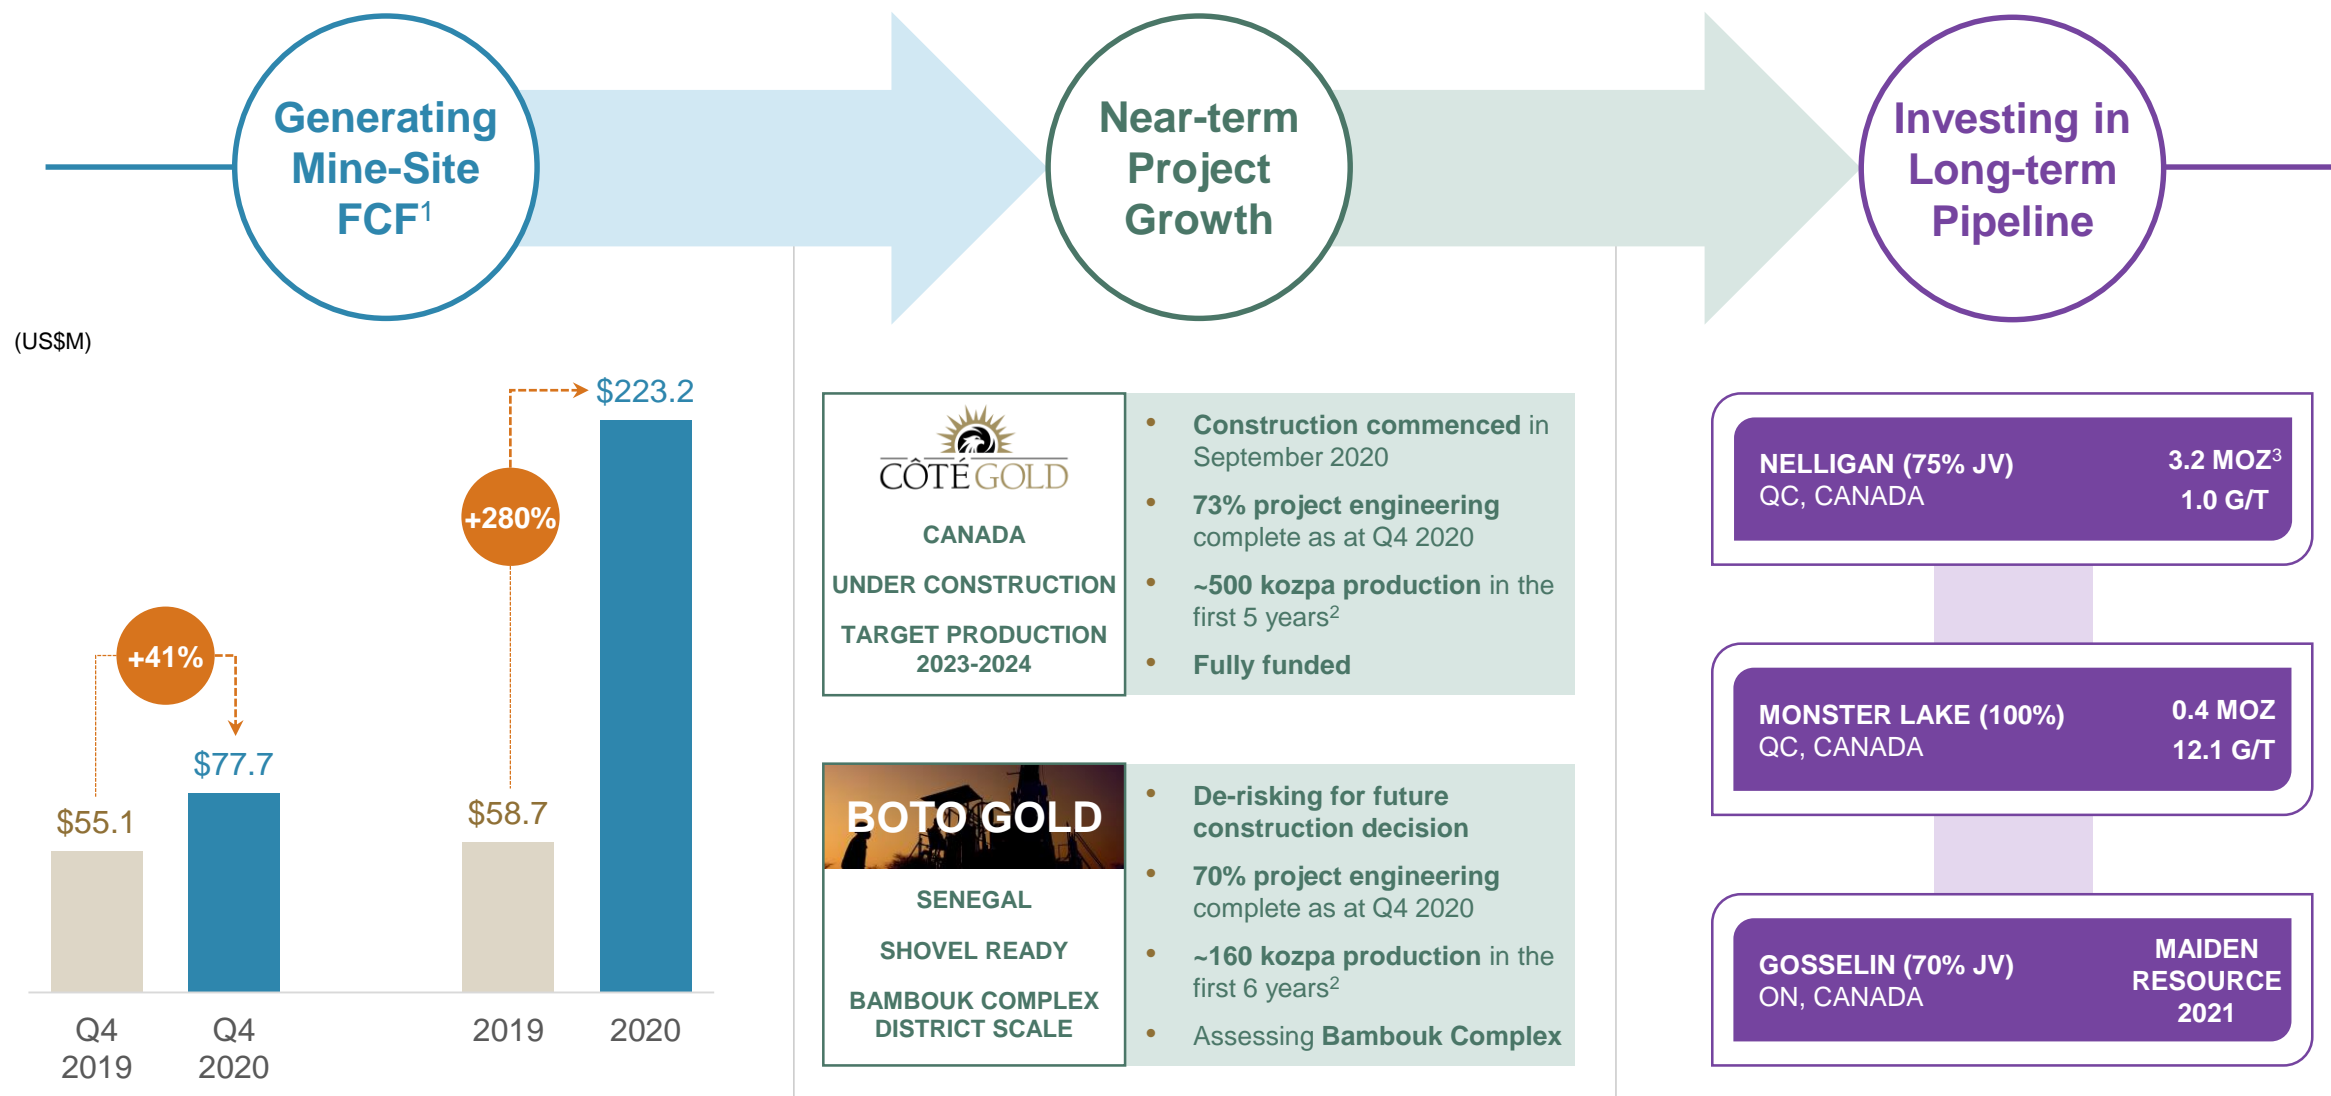 Generating
Mine-Site
FCF1
Near-term
Project
Growth
Investing in
Long-term
Pipeline
(US$M)
$55.1
+41%
$77.7
$58.7
+280%
$223.2
Q4
2019
Q4
2020
2019
2020
CÔTÉ GOLD
CANADA
UNDER CONSTRUCTION
TARGET PRODUCTION
2023-2024
• Construction commenced in
September 2020
• 73% project engineering
complete as at Q4 2020
• ~500 kozpa production in the
first 5 years2
• Fully funded
BOTO GOLD
SENEGAL
SHOVEL READY
BAMBOUK COMPLEX
DISTRICT SCALE
• De-risking for future
construction decision
• 70% project engineering
complete as at Q4 2020
• ~160 kozpa production in the
first 6 years2
• Assessing Bambouk Complex
NELLIGAN (75% JV)
QC, CANADA
3.2 MOZ3
1.0 G/T
MONSTER LAKE (100%)
QC, CANADA
0.4 MOZ
12.1 G/T
GOSSELIN (70% JV)
ON, CANADA
MAIDEN
RESOURCE
2021